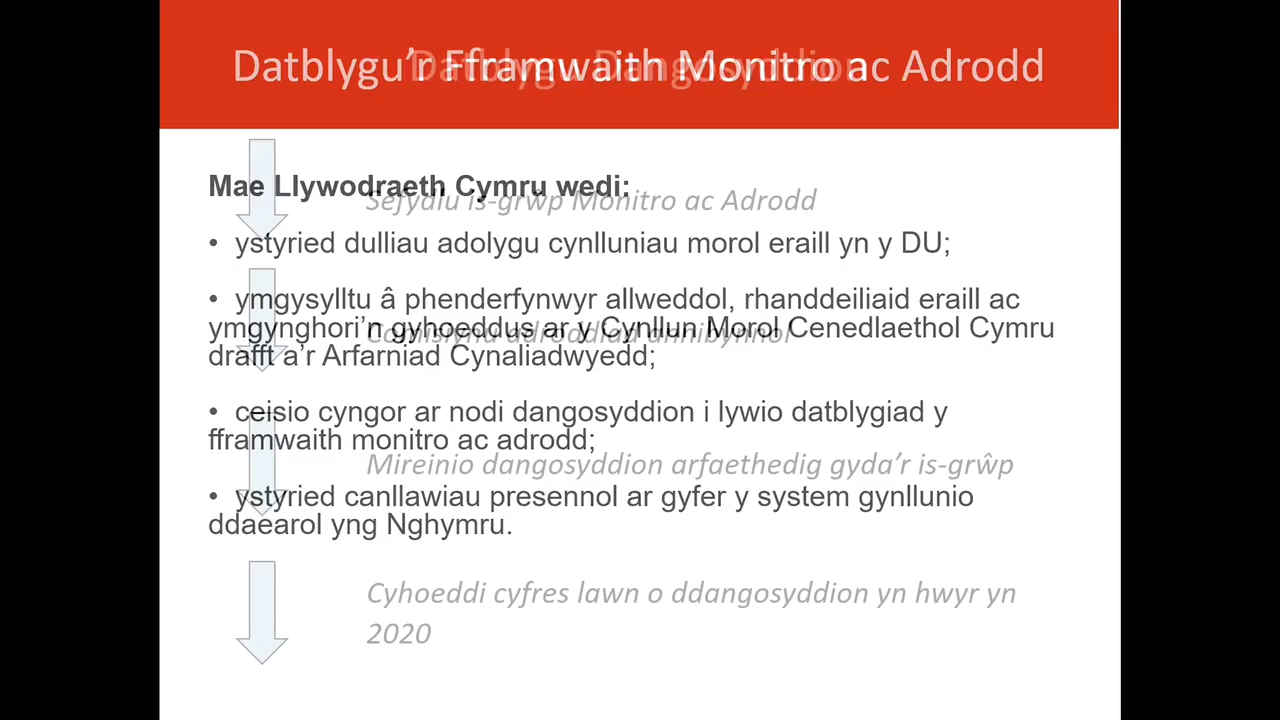 Datblygu’r Fframwaith Monitro ac Adrodd
Datblygu Dangosyddion
Mae Llywodraeth Cymru wedi:
Sefydlu is-grŵp Monitro ac Adrodd
• ystyried dulliau adolygu cynlluniau morol eraill yn y DU;
• ymgysylltu â phenderfynwyr allweddol, rhanddeiliaid eraill ac
ymgynghori’n gyhoeddus ar y Cynllun Morol Cenedlaethol Cymru
Comisiynu adroddiad annibynnol
drafft a’r Arfarniad Cynaliadwyedd;
• ceisio cyngor ar nodi dangosyddion i lywio datblygiad y
fframwaith monitro ac adrodd;
Mireinio dangosyddion arfaethedig gyda’r is-grŵp
• ystyried canllawiau presennol ar gyfer y system gynllunio
ddaearol yng Nghymru.
Cyhoeddi cyfres lawn o ddangosyddion yn hwyr yn
2020